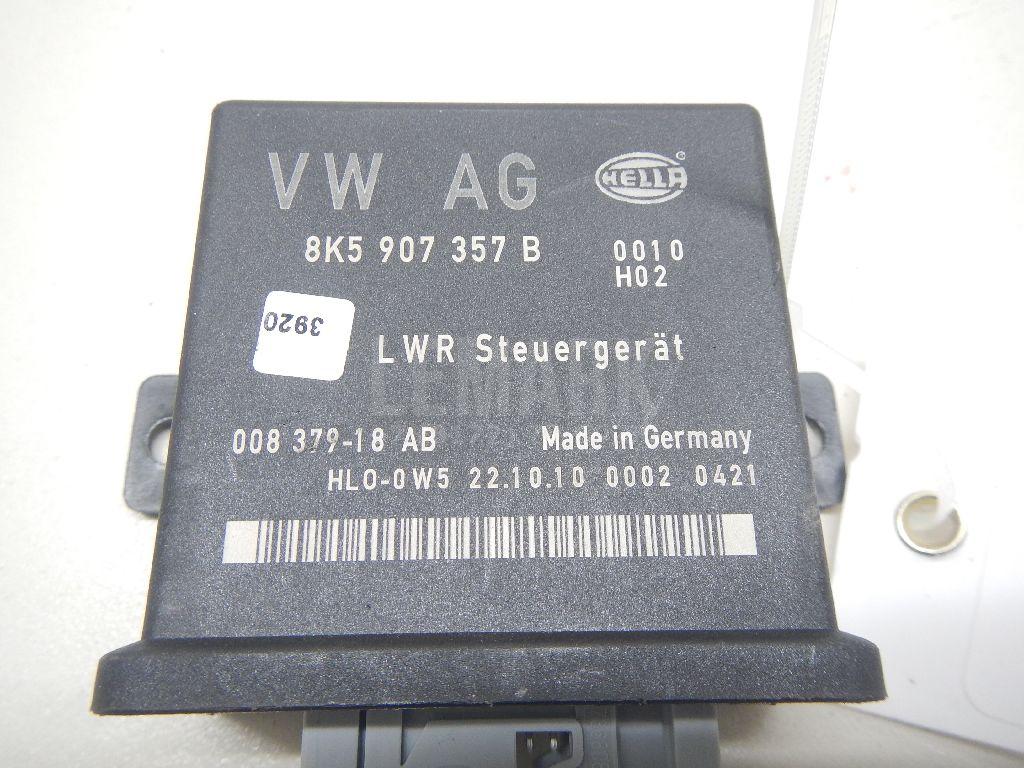 VW AG HELLA
8K5 907 357 B 0010
H02
3920
LWR Steuergerät
LEMARK
008 379-18 AB Made in Germany
HLO-0W5 22.10.10 0002 0421